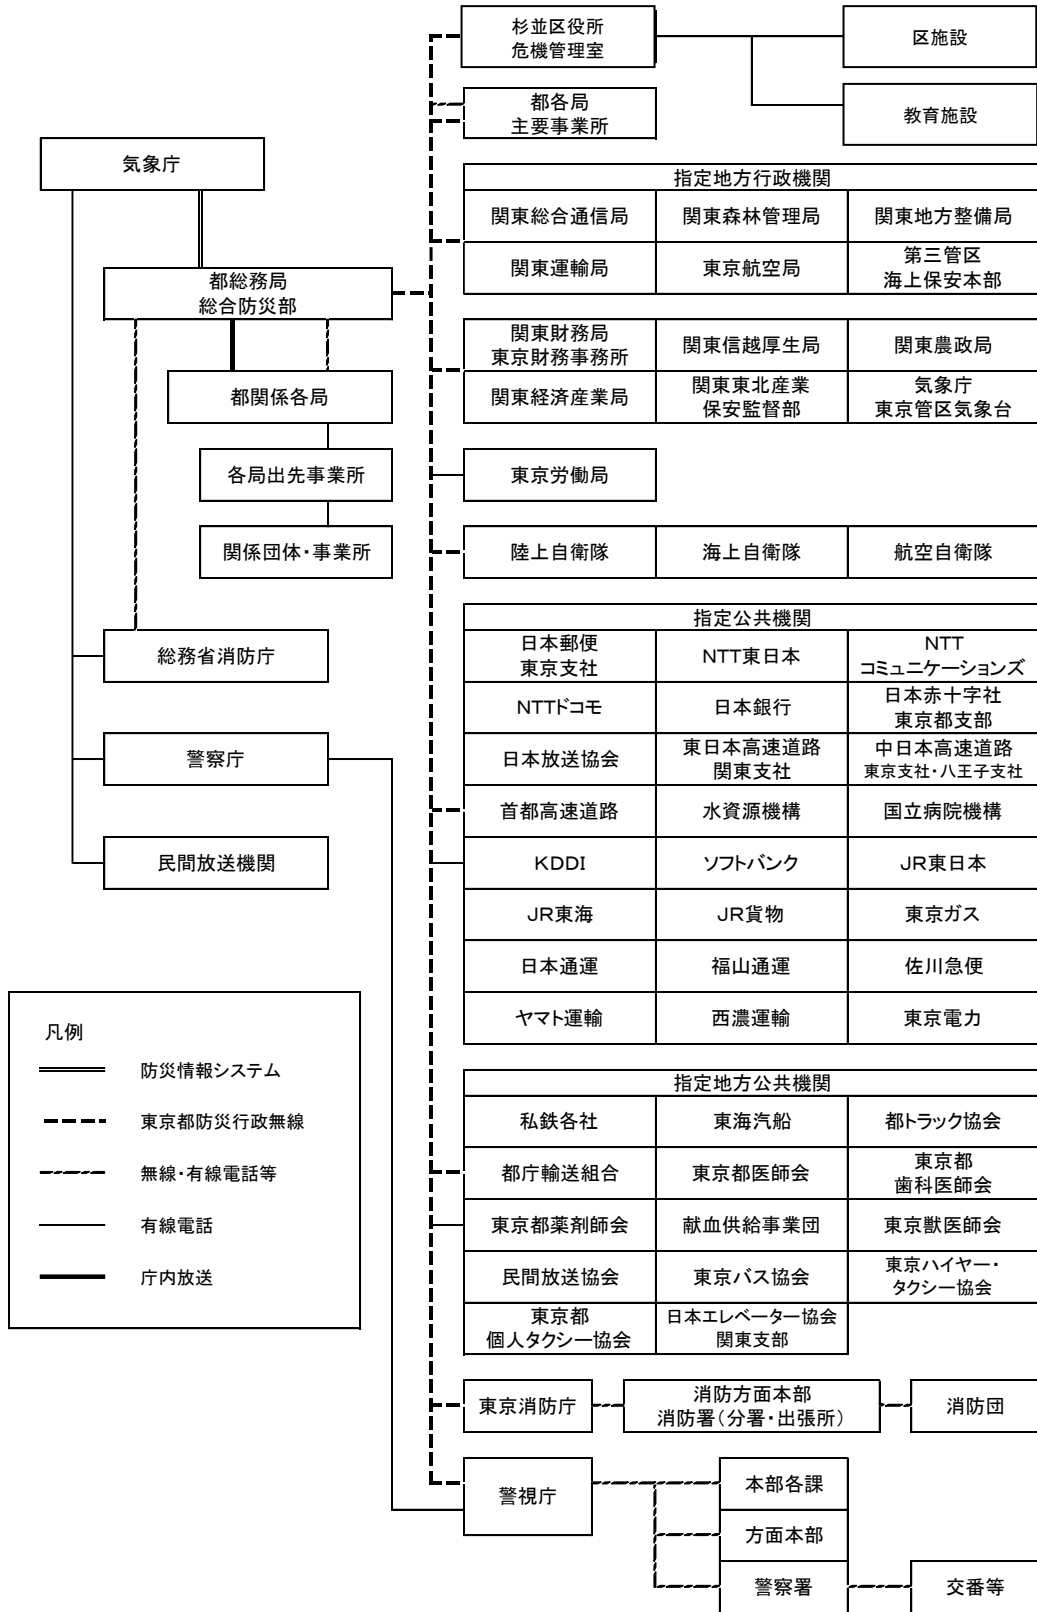 杉並区役所
危機管理室
区施設
教育施設
都各局
主要事業所
気象庁
都総務局
総合防災部
都関係各局
各局出先事業所
関係団体・事業所
総務省消防庁
警察庁
民間放送機関
指定地方行政機関
関東総合通信局
関東森林管理局
関東地方整備局
関東運輸局
東京航空局
第三管区
海上保安本部
関東財務局
東京財務事務所
関東信越厚生局
関東農政局
関東経済産業局
関東東北産業
保安監督部
気象庁
東京管区気象台
東京労働局
陸上自衛隊
海上自衛隊
航空自衛隊
指定公共機関
日本郵便
東京支社
NTT東日本
NTT
コミュニケーションズ
NTTドコモ
日本銀行
日本赤十字社
東京都支部
日本放送協会
東日本高速道路
関東支社
中日本高速道路
東京支社・八王子支社
首都高速道路
水資源機構
国立病院機構
KDDI
ソフトバンク
JR東日本
JR東海
JR貨物
東京ガス
日本通運
福山通運
佐川急便
ヤマト運輸
西濃運輸
東京電力
指定地方公共機関
私鉄各社
東海汽船
都トラック協会
都庁輸送組合
東京都医師会
東京都
歯科医師会
東京都薬剤師会
献血供給事業団
東京獣医師会
民間放送協会
東京バス協会
東京ハイヤー・
タクシー協会
東京都
個人タクシー協会
日本エレベーター協会
関東支部
東京消防庁
消防方面本部
消防署(分署・出張所)
消防団
警視庁
本部各課
方面本部
警察署
交番等
凡例
防災情報システム
東京都防災行政無線
無線・有線電話等
有線電話
庁内放送